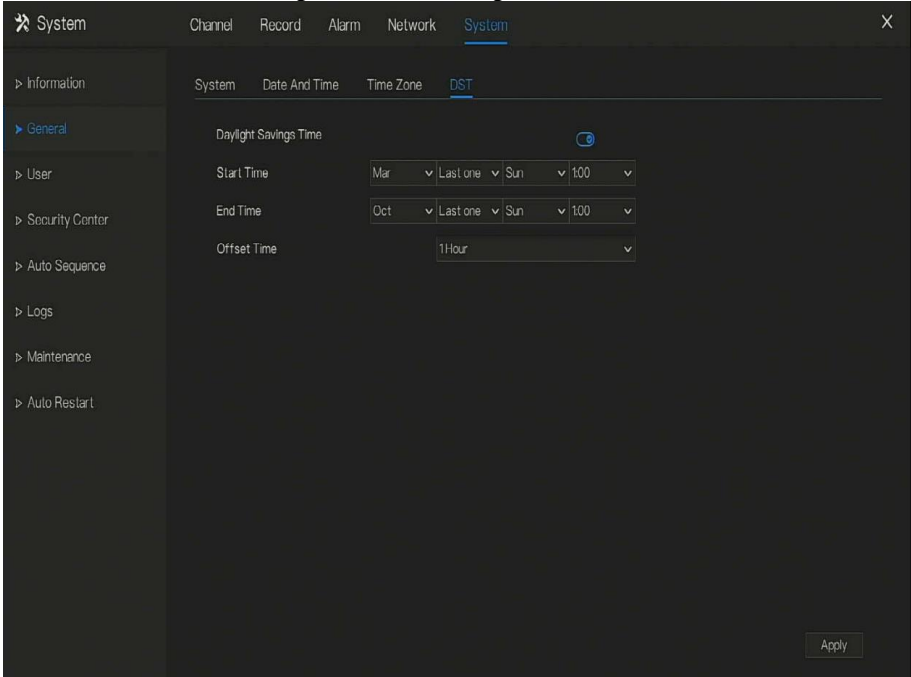 System
Channel Record Alarm Network System X
Information
General
User
Security Center
Auto Sequence
Logs
Maintenance
Auto Restart
System Date And Time Time Zone DST
Daylight Savings Time
Start Time Mar Last one Sun 1:00
End Time Oct Last one Sun 1:00
Offset Time 1 Hour
Apply